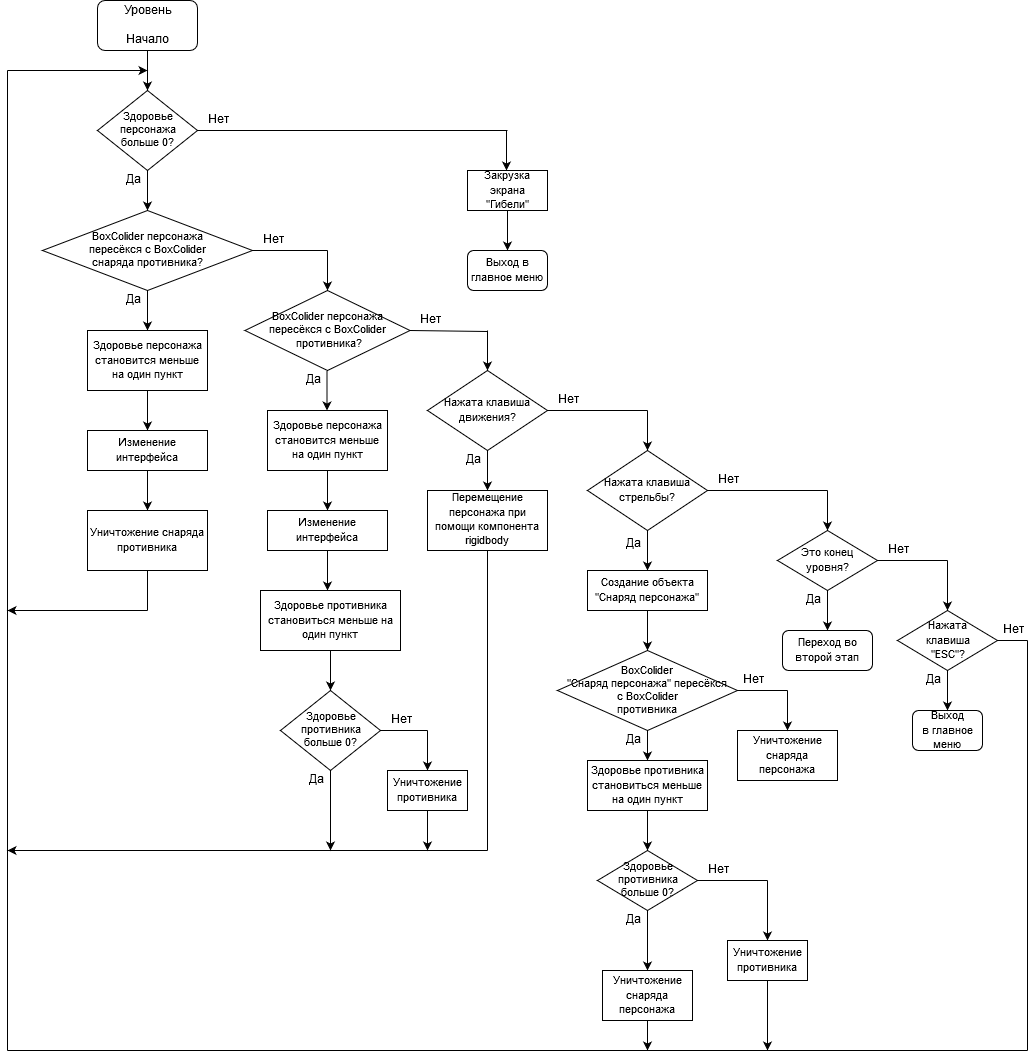 Уровень
Начало
Здоровье
персонажа
больше 0?
Нет
Да
Закрузка
экрана
"Гибели"
Выход в
главное меню
BoxColider персонажа
пересёкся с BoxColider
снаряда противника?
Нет
Да
Здоровье персонажа
становится меньше
на один пункт
Изменение
интерфейса
Уничтожение снаряда
противника
BoxColider персонажа
пересёкся с BoxColider
противника?
Нет
Да
Здоровье персонажа
становится меньше
на один пункт
Изменение
интерфейса
Здоровье противника
становиться меньше на
один пункт
Здоровье
противника
больше 0?
Нет
Да
Уничтожение
противника
Нажата клавиша
движения?
Нет
Да
Перемещение
персонажа при
помощи компонента
rigidbody
Нажата клавиша
стрельбы?
Нет
Да
Создание объекта
"Снаряд персонажа"
BoxColider
"Снаряд персонажа" пересёкся
с BoxColider
противника
Нет
Да
Уничтожение
снаряда
персонажа
Здоровье противника
становиться меньше
на один пункт
Здоровье
противника
больше 0?
Нет
Да
Уничтожение
противника
Уничтожение
снаряда
персонажа
Это конец
уровня?
Нет
Да
Переход во
второй этап
Нажата
клавиша
"ESC"?
Нет
Да
Выход
в главное
меню